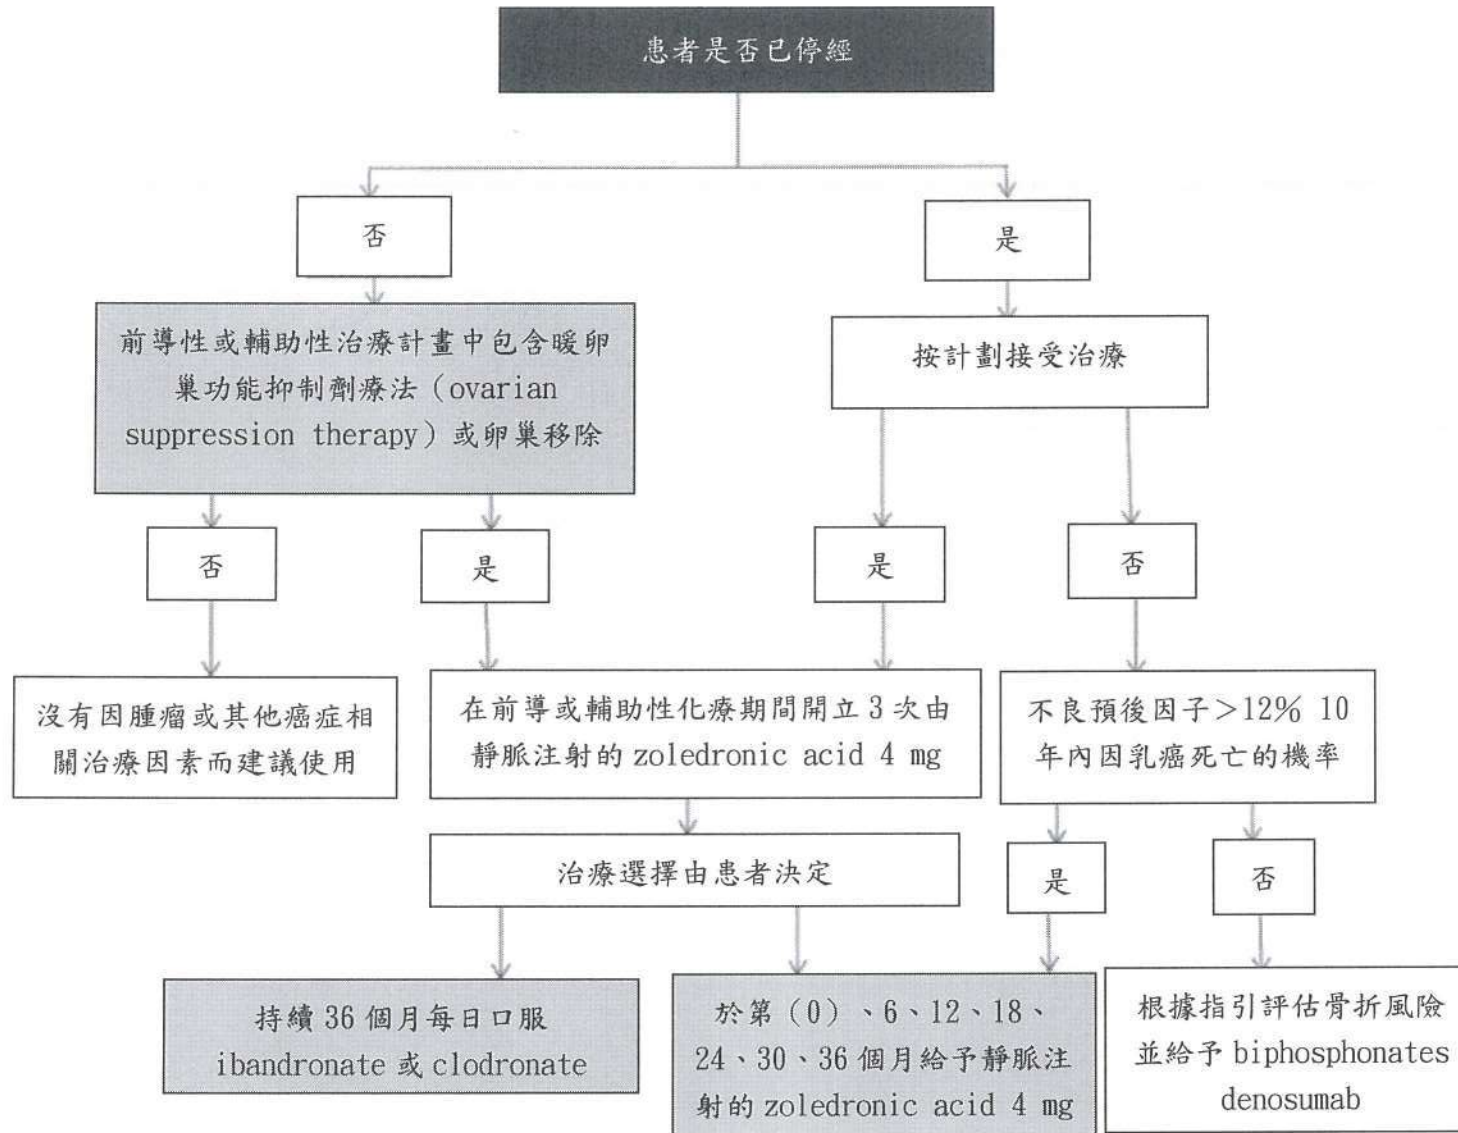 患者是否已停經
否
是
前導性或輔助性治療計畫中包含暖卵
巢功能抑制劑療法（ovarian
suppression therapy）或卵巢移除
按計劃接受治療
否
是
是
否
沒有因腫瘤或其他癌症相
關治療因素而建議使用
在前導或輔助性化療期間開立 3 次由
靜脈注射的 zoledronic acid 4 mg
不良預後因子＞12% 10
年內因乳癌死亡的機率
治療選擇由患者決定
是
否
持續 36 個月每日口服
ibandronate 或 clodronate
於第（0）、6、12、18、
24、30、36 個月給予靜脈注
射的 zoledronic acid 4 mg
根據指引評估骨折風險
並給予 biphosphonates
denosumab